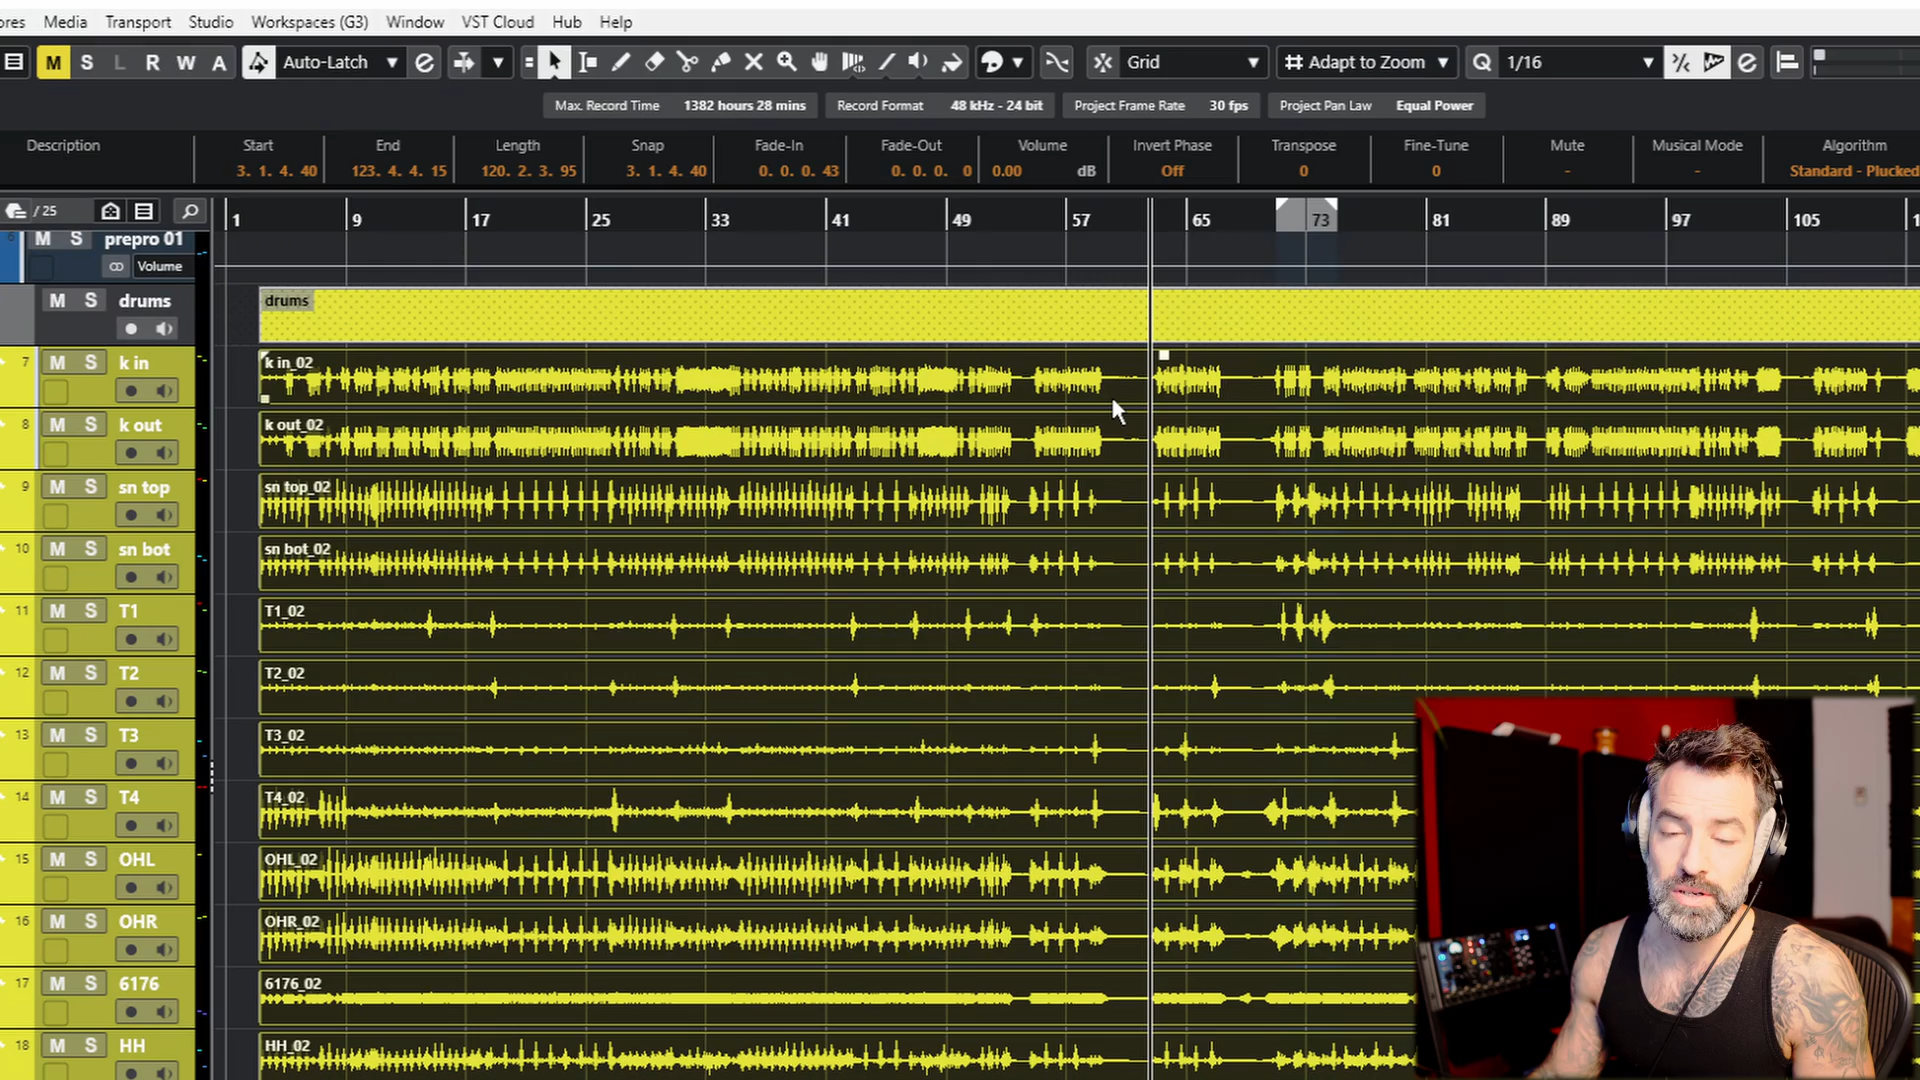 ores Media Transport Studio Workspaces (G3) Window VST Cloud Hub Help
M S L R W A Auto-Latch Grid Adapt to Zoom Q 1/16
Max. Record Time 1382 hours 28 mins Record Format 48 kHz - 24 bit Project Frame Rate 30 fps Project Pan Law Equal Power
Description Start End Length Snap Fade-In Fade-Out Volume Invert Phase Transpose Fine-Tune Mute Musical Mode Algorithm
3. 1. 4. 40 123. 4. 4. 15 120. 2. 3. 95 3. 1. 4. 40 0. 0. 0. 43 0. 0. 0. 0 0.00 dB Off 0 0 - - Standard - Plucked
/ 25 1 9 17 25 33 41 49 57 65 73 81 89 97 105
6 M S prepro 01
Volume
M S drums drums
7 M S k in k in_02
8 M S k out k out_02
9 M S sn top sn top_02
10 M S sn bot sn bot_02
11 M S T1 T1_02
12 M S T2 T2_02
13 M S T3 T3_02
14 M S T4 T4_02
15 M S OHL OHL_02
16 M S OHR OHR_02
17 M S 6176 6176_02
18 M S HH HH_02